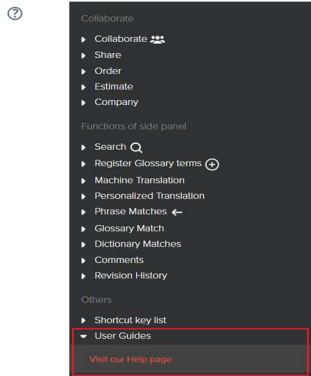 Collaborate
Collaborate
Share
Order
Estimate
Company
Functions of side panel
Search
Register Glossary terms
Machine Translation
Personalized Translation
Phrase Matches
Glossary Match
Dictionary Matches
Comments
Revision History
Others
Shortcut key list
User Guides
Visit our Help page